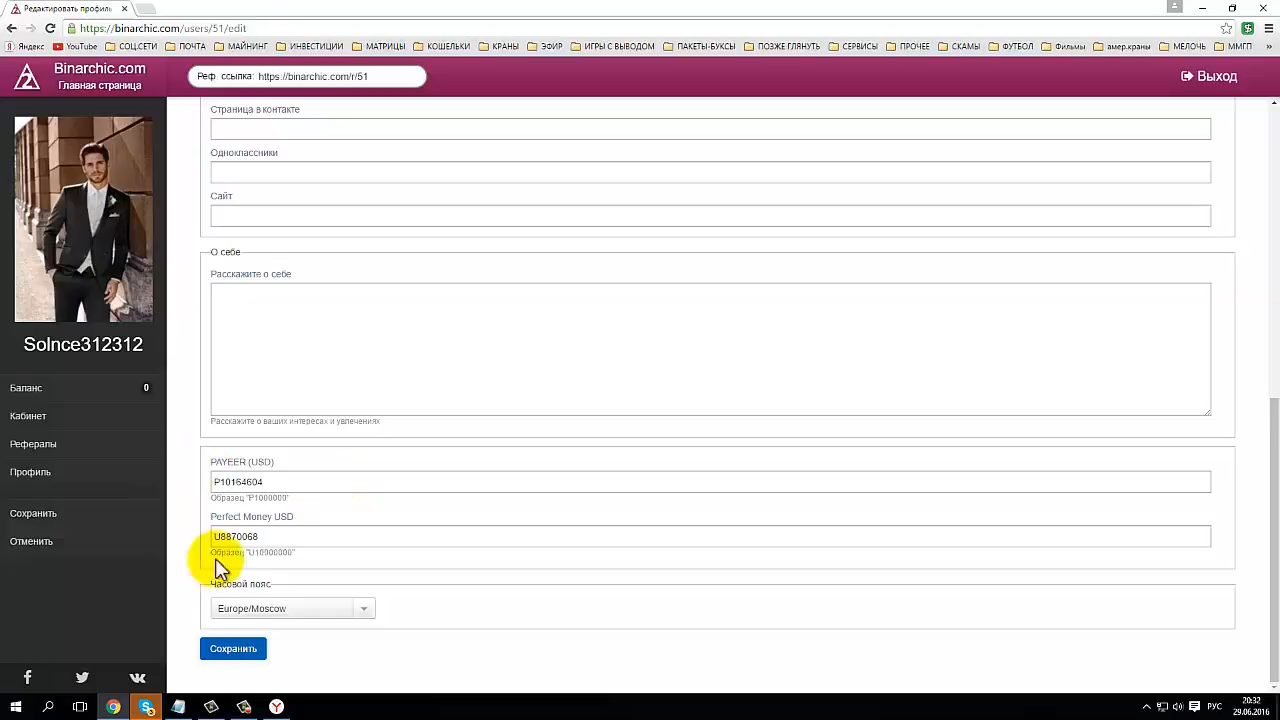 Редактировать профиль
https://binarchic.com/users/51/edit
Яндекс YouTube СОЦ.СЕТИ ПОЧТА МАЙНИНГ ИНВЕСТИЦИИ МАТРИЦЫ КОШЕЛЬКИ КРАНЫ ЭФИР ИГРЫ С ВЫВОДОМ ПАКЕТЫ-БУКСЫ ПОЗЖЕ ГЛЯНУТЬ СЕРВИСЫ ПРОЧЕЕ СКАМЫ ФУТБОЛ Фильмы амер.краны МЕЛОЧЬ ММГП »
Binarchic.com
Главная страница
Реф. ссылка: https://binarchic.com/r/51
Выход
Solnce312312
Баланс 0
Кабинет
Рефералы
Профиль
Сохранить
Отменить
Страница в контакте
Одноклассники
Сайт
О себе
Расскажите о себе
Расскажите о ваших интересах и увлечениях
PAYEER (USD)
P10164604
Образец "P1000000"
Perfect Money USD
U8870068
Образец "U10900000"
Часовой пояс
Europe/Moscow
Сохранить
РУС
20:32
29.06.2016